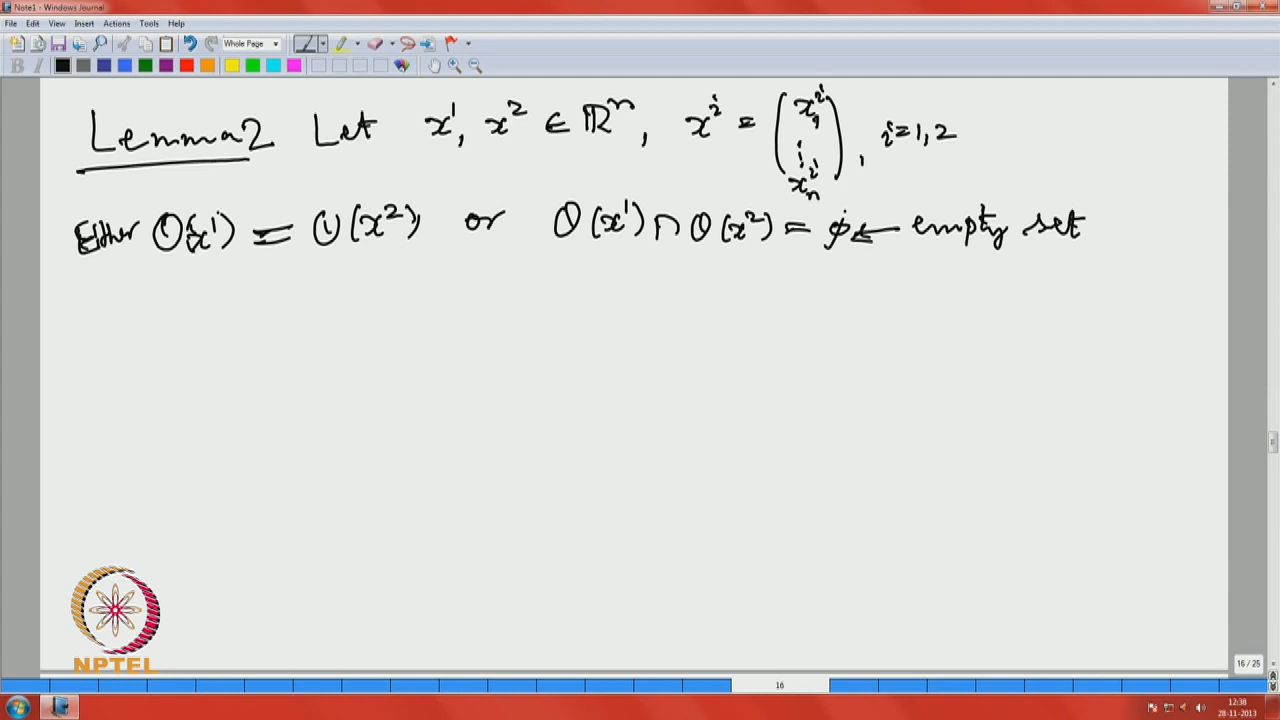 Note1 - Windows Journal
File Edit View Insert Actions Tools Help
Whole Page
B I
Lemma 2 Let x¹, x² ∈ ℝⁿ, xⁱ = (x₁ⁱ ⋮ xₙⁱ), i=1,2
Either O(x¹) = O(x²), or O(x¹) ∩ O(x²) = ϕ ← empty set
NPTEL
16 / 25
16
12:38
28-11-2013